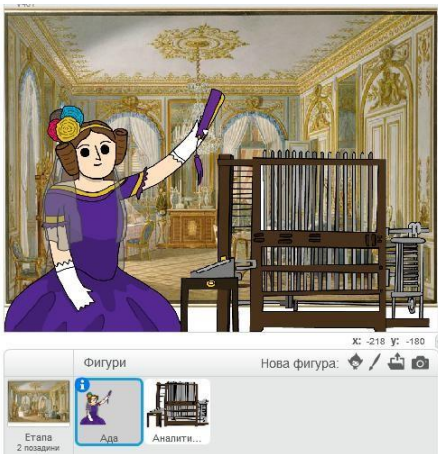 X: -218 y: -180
Фигури
Нова фигура:
Етапа
2 позадини
Ада
Аналити...